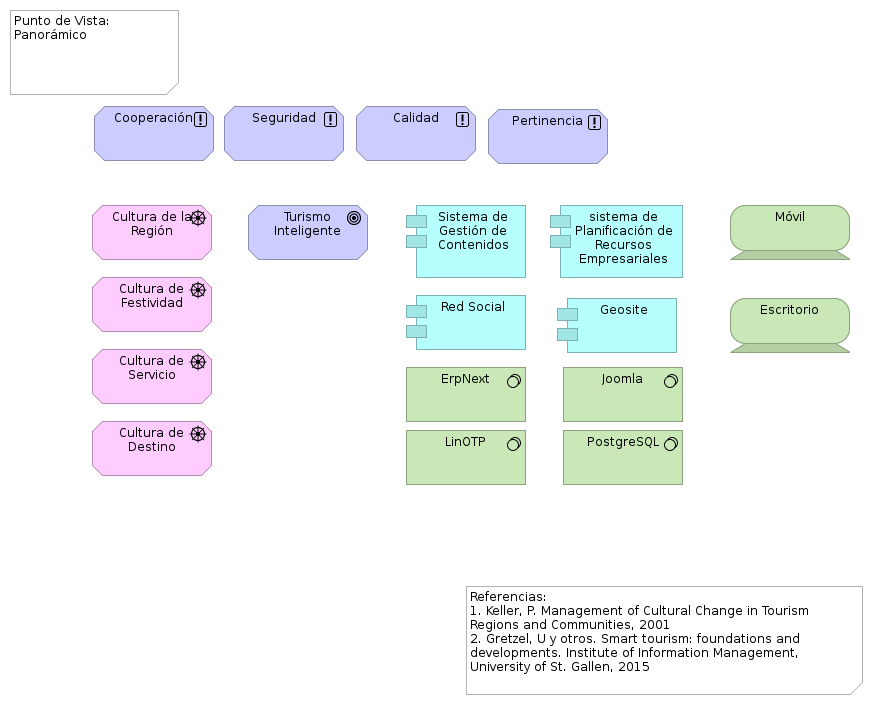 Punto de Vista:
Panorámico
Cooperación
Seguridad
Calidad
Pertinencia
Cultura de la
Región
Turismo
Inteligente
Sistema de
Gestión de
Contenidos
sistema de
Planificación de
Recursos
Empresariales
Móvil
Cultura de
Festividad
Red Social
Geosite
Escritorio
Cultura de
Servicio
ErpNext
Joomla
Cultura de
Destino
LinOTP
PostgreSQL
Referencias:
1. Keller, P. Management of Cultural Change in Tourism
Regions and Communities, 2001
2. Gretzel, U y otros. Smart tourism: foundations and
developments. Institute of Information Management,
University of St. Gallen, 2015